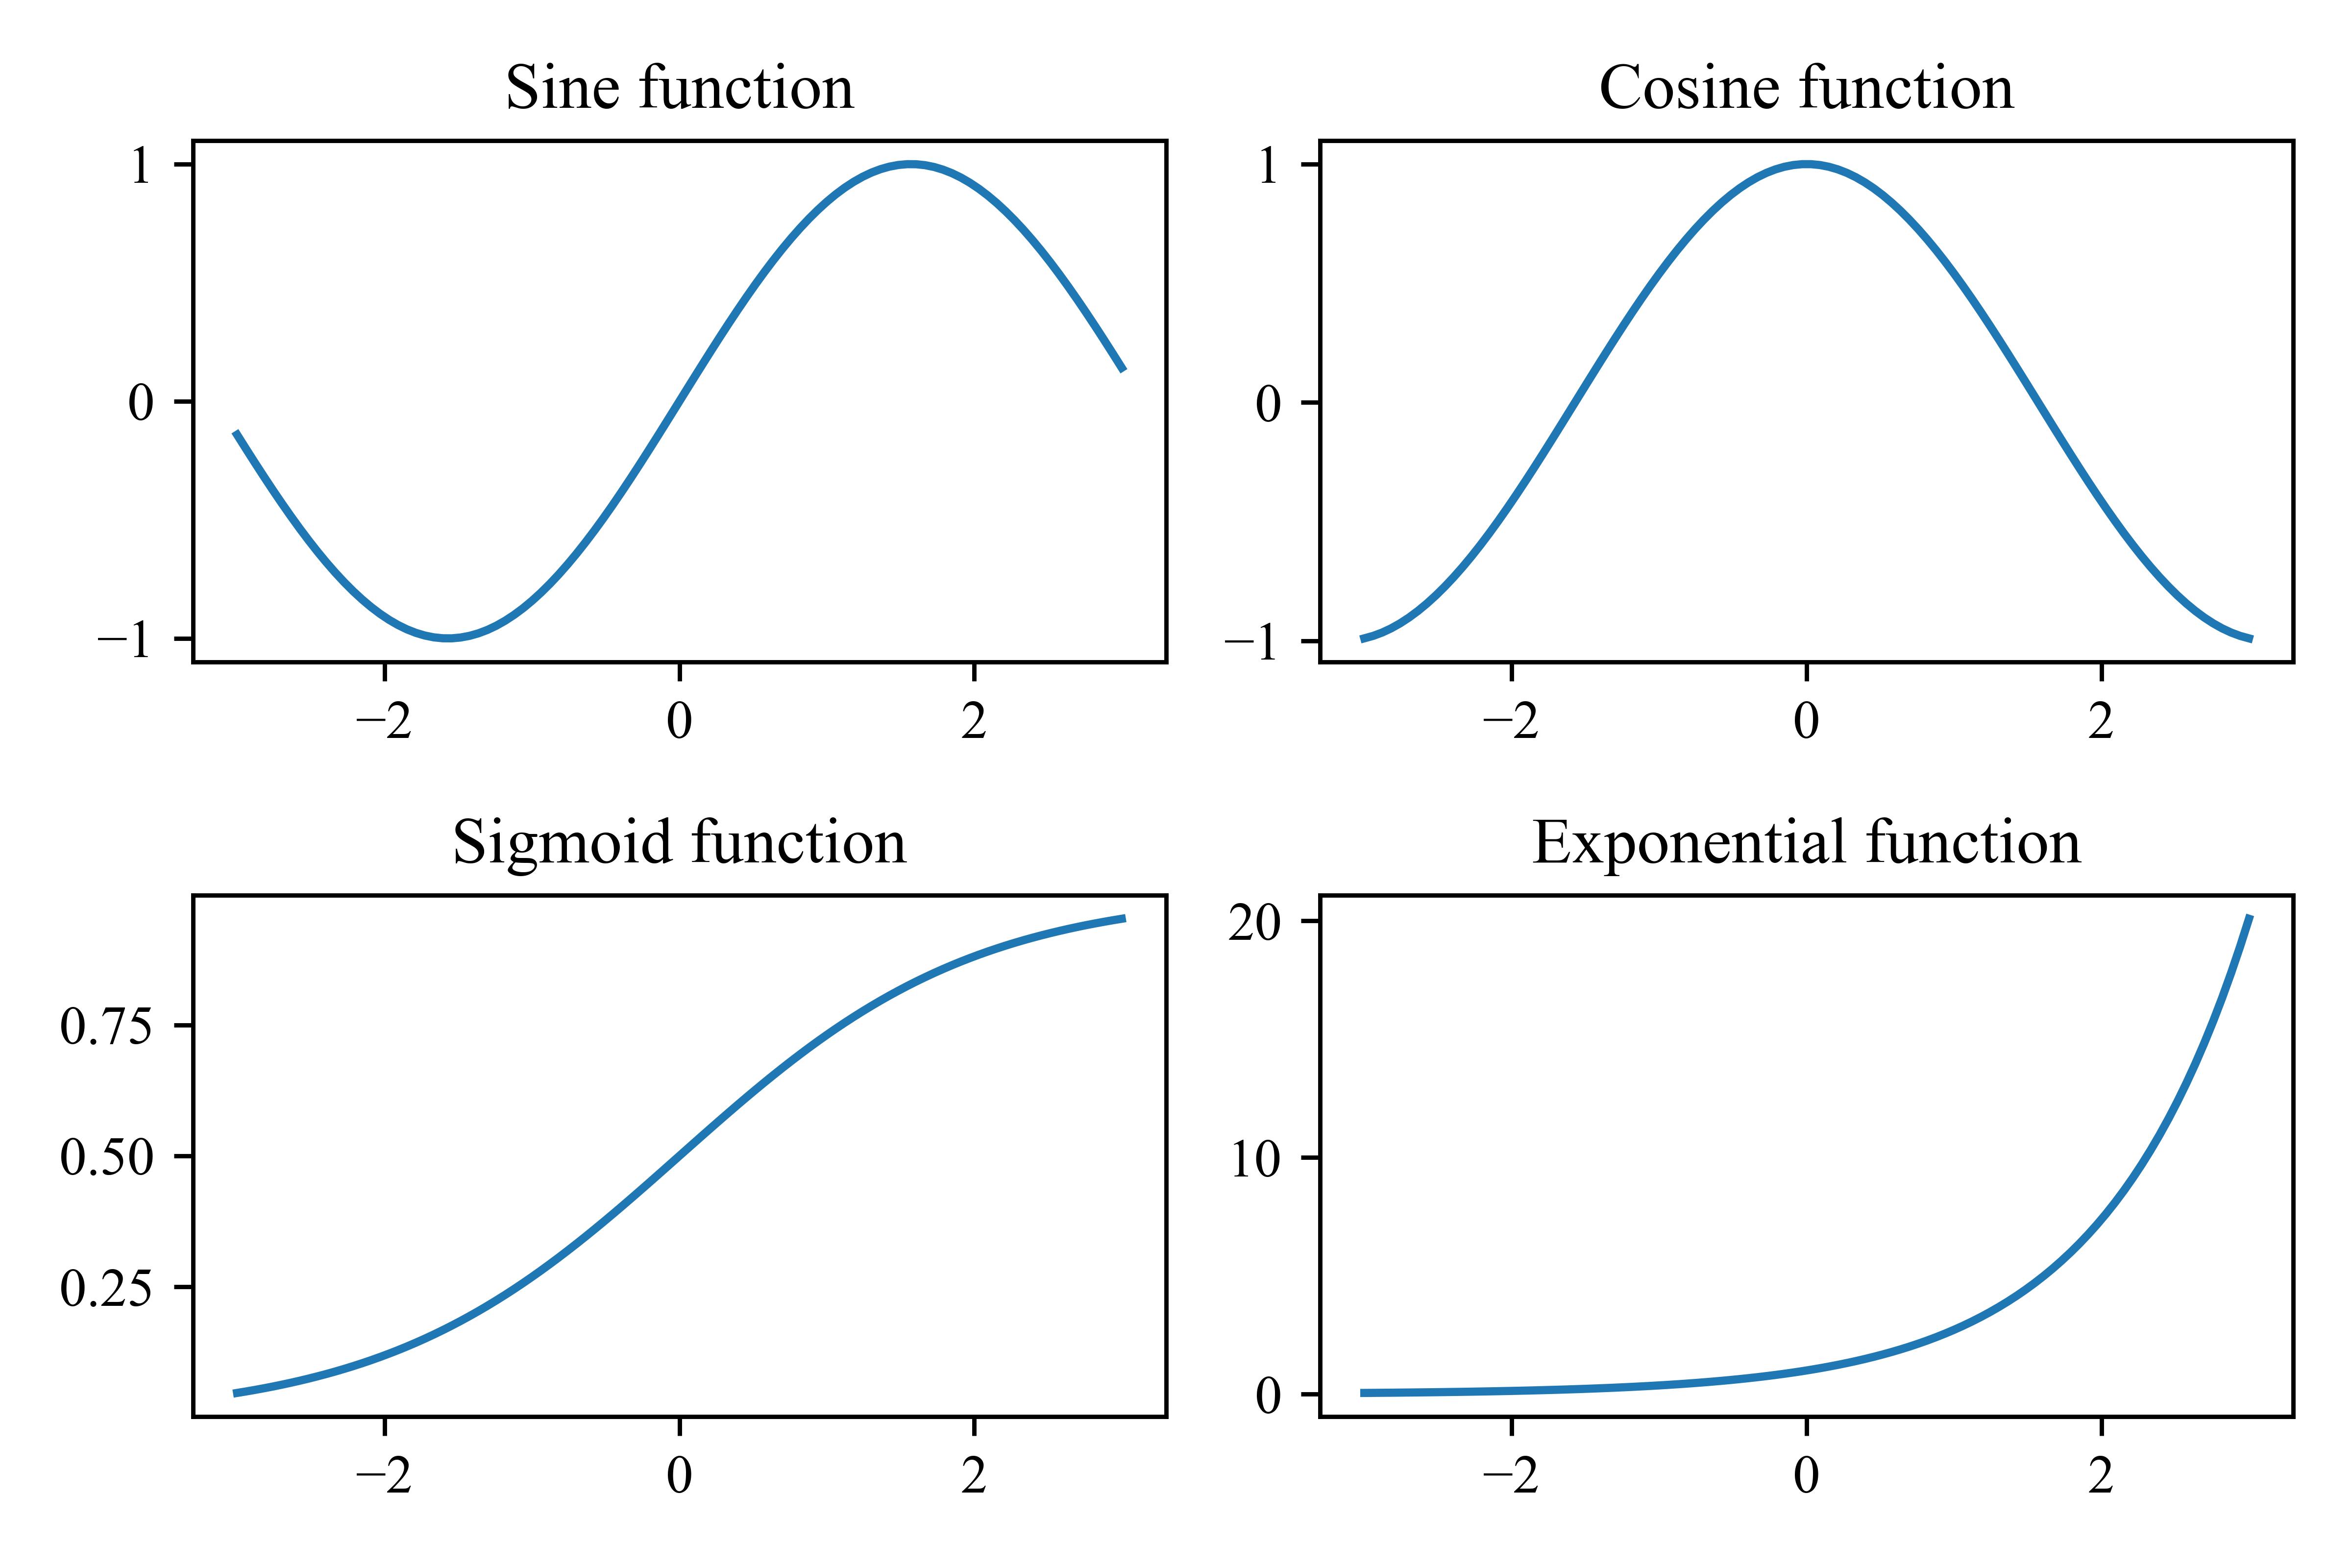 Sine function
1
0
−1
−2 0 2
Cosine function
1
0
−1
−2 0 2
Sigmoid function
0.75
0.50
0.25
−2 0 2
Exponential function
20
10
0
−2 0 2